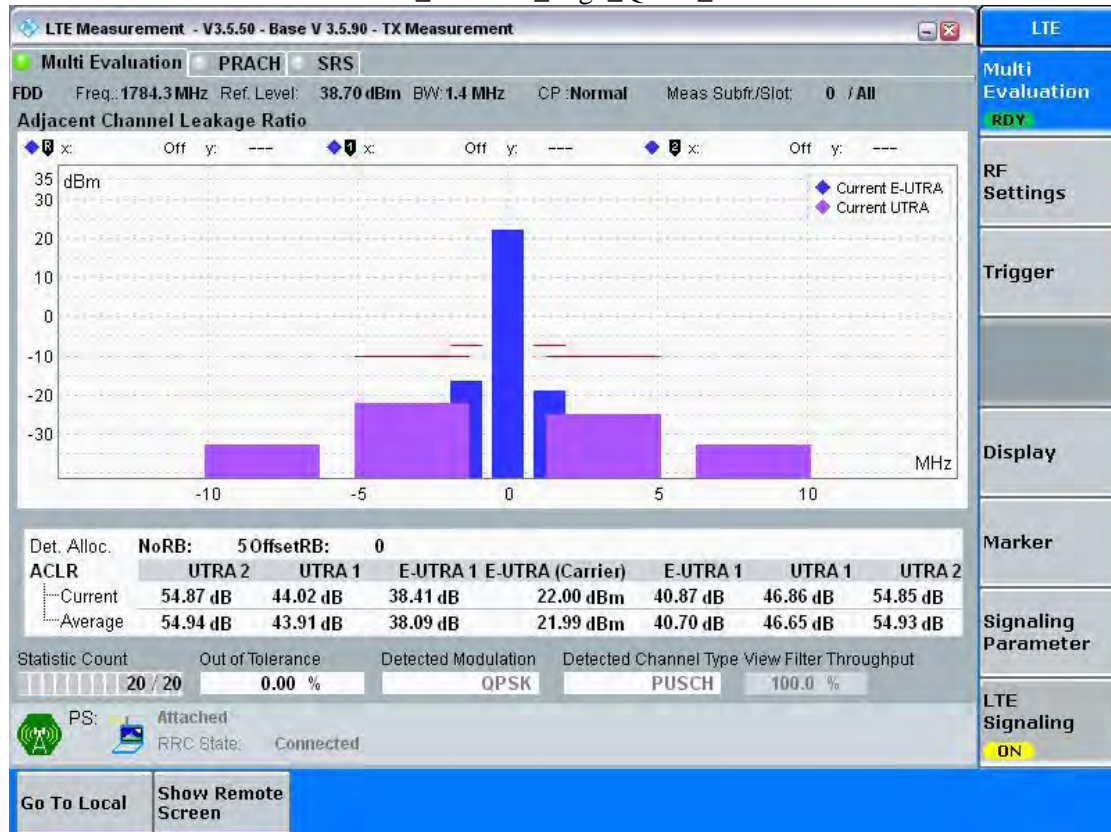 LTE Measurement - V3.5.50 - Base V 3.5.90 - TX Measurement
LTE
Multi Evaluation PRACH SRS
FDD Freq.: 1784.3 MHz Ref. Level: 38.70 dBm BW: 1.4 MHz CP : Normal Meas Subfr./Slot: 0 / All
Adjacent Channel Leakage Ratio
R x: Off y: --- 1 x: Off y: --- 2 x: Off y: ---
35 dBm
30
20
10
0
-10
-20
-30
Current E-UTRA
Current UTRA
MHz
-10 -5 0 5 10
Det. Alloc. NoRB: 5 OffsetRB: 0
ACLR UTRA 2 UTRA 1 E-UTRA 1 E-UTRA (Carrier) E-UTRA 1 UTRA 1 UTRA 2
Current 54.87 dB 44.02 dB 38.41 dB 22.00 dBm 40.87 dB 46.86 dB 54.85 dB
Average 54.94 dB 43.91 dB 38.09 dB 21.99 dBm 40.70 dB 46.65 dB 54.93 dB
Statistic Count Out of Tolerance Detected Modulation Detected Channel Type View Filter Throughput
20 / 20 0.00 % QPSK PUSCH 100.0 %
PS: Attached
RRC State: Connected
Multi
Evaluation
RDY
RF
Settings
Trigger
Display
Marker
Signaling
Parameter
LTE
Signaling
ON
Go To Local
Show Remote
Screen